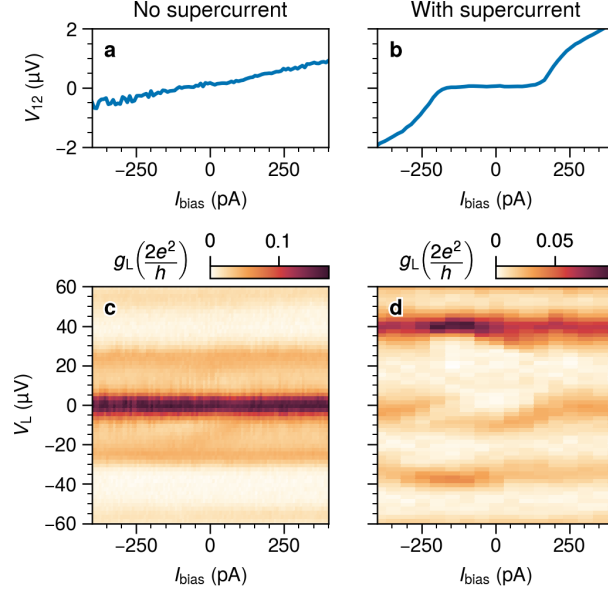 No supercurrent
With supercurrent
a
b
V12 (μV)
2
0
−2
−250
0
250
−250
0
250
Ibias (pA)
Ibias (pA)
gL(2e²/h)
0
0.1
gL(2e²/h)
0
0.05
c
d
VL (μV)
60
40
20
0
−20
−40
−60
−250
0
250
−250
0
250
Ibias (pA)
Ibias (pA)